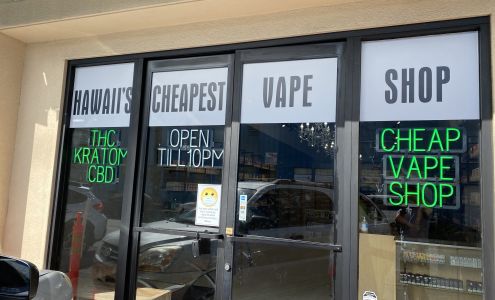 HAWAII'S CHEAPEST VAPE SHOP
THC
KRATOM
CBD
OPEN
TILL 10PM
CHEAP
VAPE
SHOP